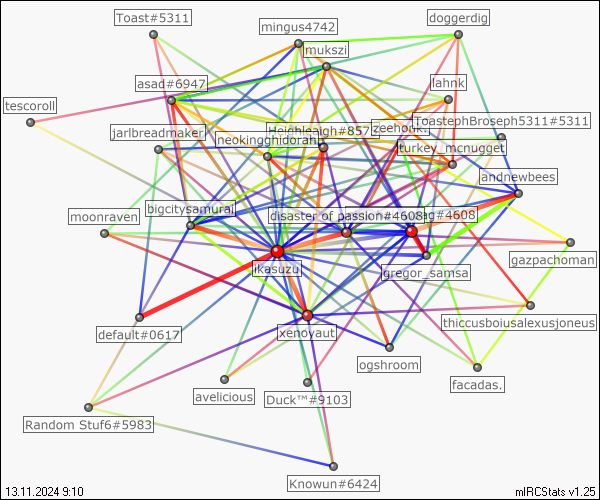 Toast#5311
doggerdig
mingus4742
mukszi
asad#6947
lahnk
tescoroll
ToastephBroseph5311#5311
jarlbreadmaker
Heighleigh#857
zeehonk
neokingghidorah
turkey_mcnugget
andnewbees
bigcitysamurai
moonraven
disaster of passion#4608
#4608
gazpachoman
ikasuzu
gregor_samsa
default#0617
thiccusboiusalexusjoneus
xenoyaut
ogshroom
facadas.
avelicious
Duck™#9103
Random Stuf6#5983
Knowun#6424
13.11.2024 9:10
mIRCStats v1.25